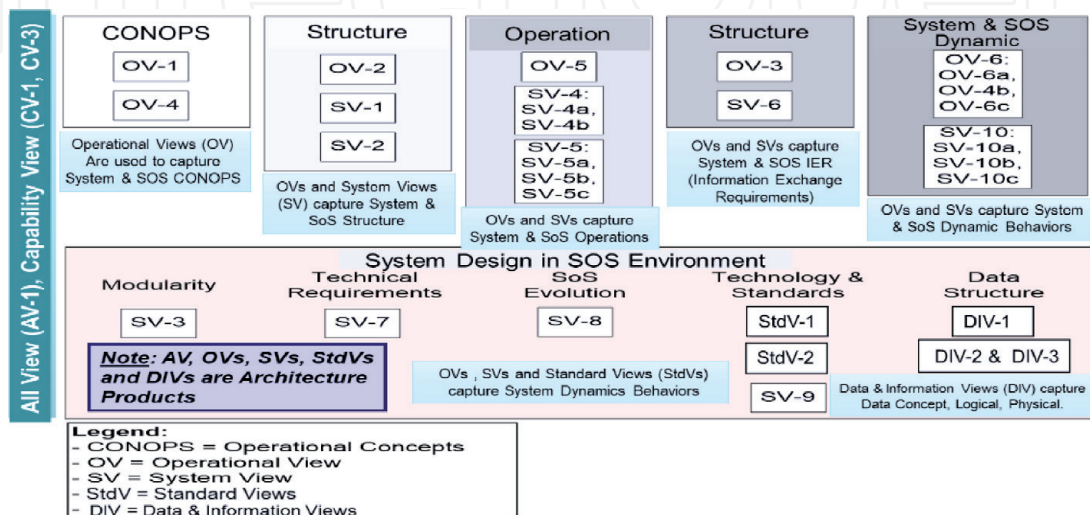 All View (AV-1), Capability View (CV-1, CV-3)
CONOPS
OV-1
OV-4
Operational Views (OV)
Are used to capture
System & SOS CONOPS
Structure
OV-2
SV-1
SV-2
OVs and System Views
(SV) capture System &
SoS Structure
Operation
OV-5
SV-4:
SV-4a,
SV-4b
SV-5:
SV-5a,
SV-5b,
SV-5c
OVs and SVs capture
System & SoS Operations
Structure
OV-3
SV-6
OVs and SVs capture
System & SOS IER
(Information Exchange
Requirements)
System & SOS
Dynamic
OV-6:
OV-6a,
OV-4b,
OV-6c
SV-10:
SV-10a,
SV-10b,
SV-10c
OVs and SVs capture System
& SoS Dynamic Behaviors
System Design in SOS Environment
Modularity
SV-3
Technical
Requirements
SV-7
SoS
Evolution
SV-8
Technology &
Standards
StdV-1
StdV-2
SV-9
Data
Structure
DIV-1
DIV-2 & DIV-3
Note: AV, OVs, SVs, StdVs
and DIVs are Architecture
Products
OVs , SVs and Standard Views (StdVs)
capture System Dynamics Behaviors
Data & Information Views (DIV) capture
Data Concept, Logical, Physical.
Legend:
- CONOPS = Operational Concepts
- OV = Operational View
- SV = System View
- StdV = Standard Views
- DIV = Data & Information Views